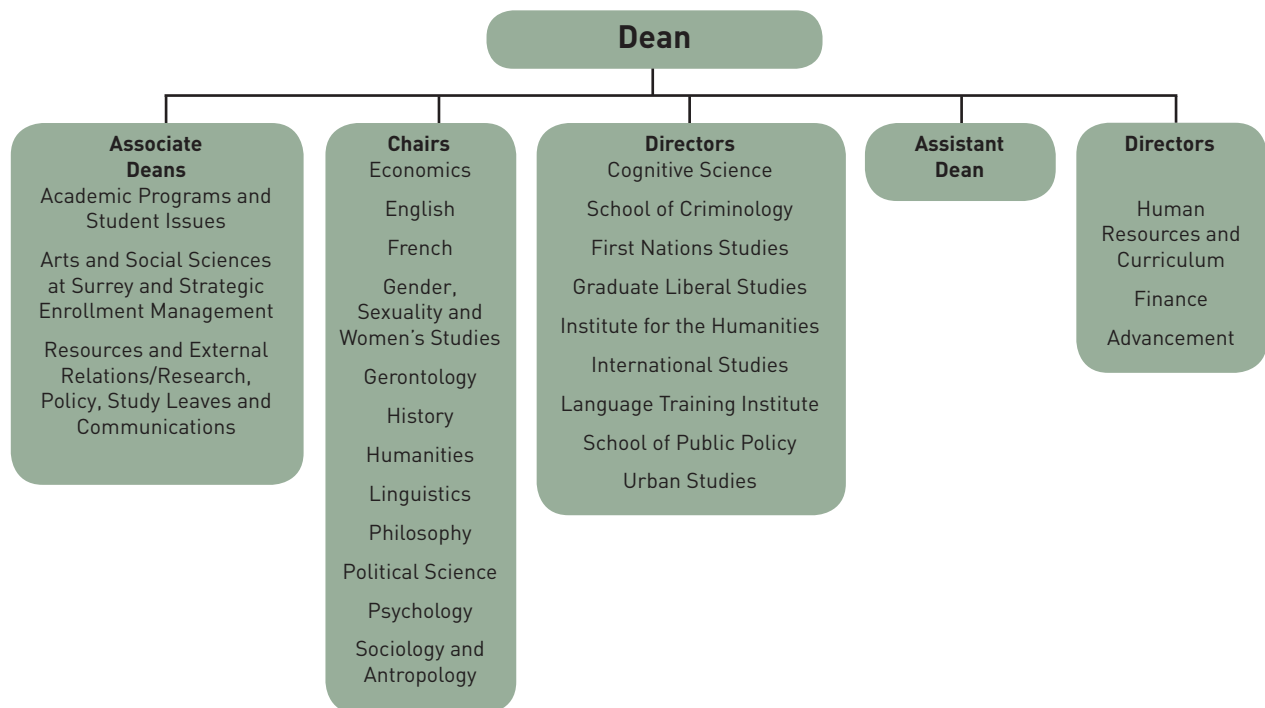 Dean
Associate
Deans
Academic Programs and
Student Issues
Arts and Social Sciences
at Surrey and Strategic
Enrollment Management
Resources and External
Relations/Research,
Policy, Study Leaves and
Communications
Chairs
Economics
English
French
Gender,
Sexuality and
Women's Studies
Gerontology
History
Humanities
Linguistics
Philosophy
Political Science
Psychology
Sociology and
Antropology
Directors
Cognitive Science
School of Criminology
First Nations Studies
Graduate Liberal Studies
Institute for the Humanities
International Studies
Language Training Institute
School of Public Policy
Urban Studies
Assistant
Dean
Directors
Human
Resources and
Curriculum
Finance
Advancement